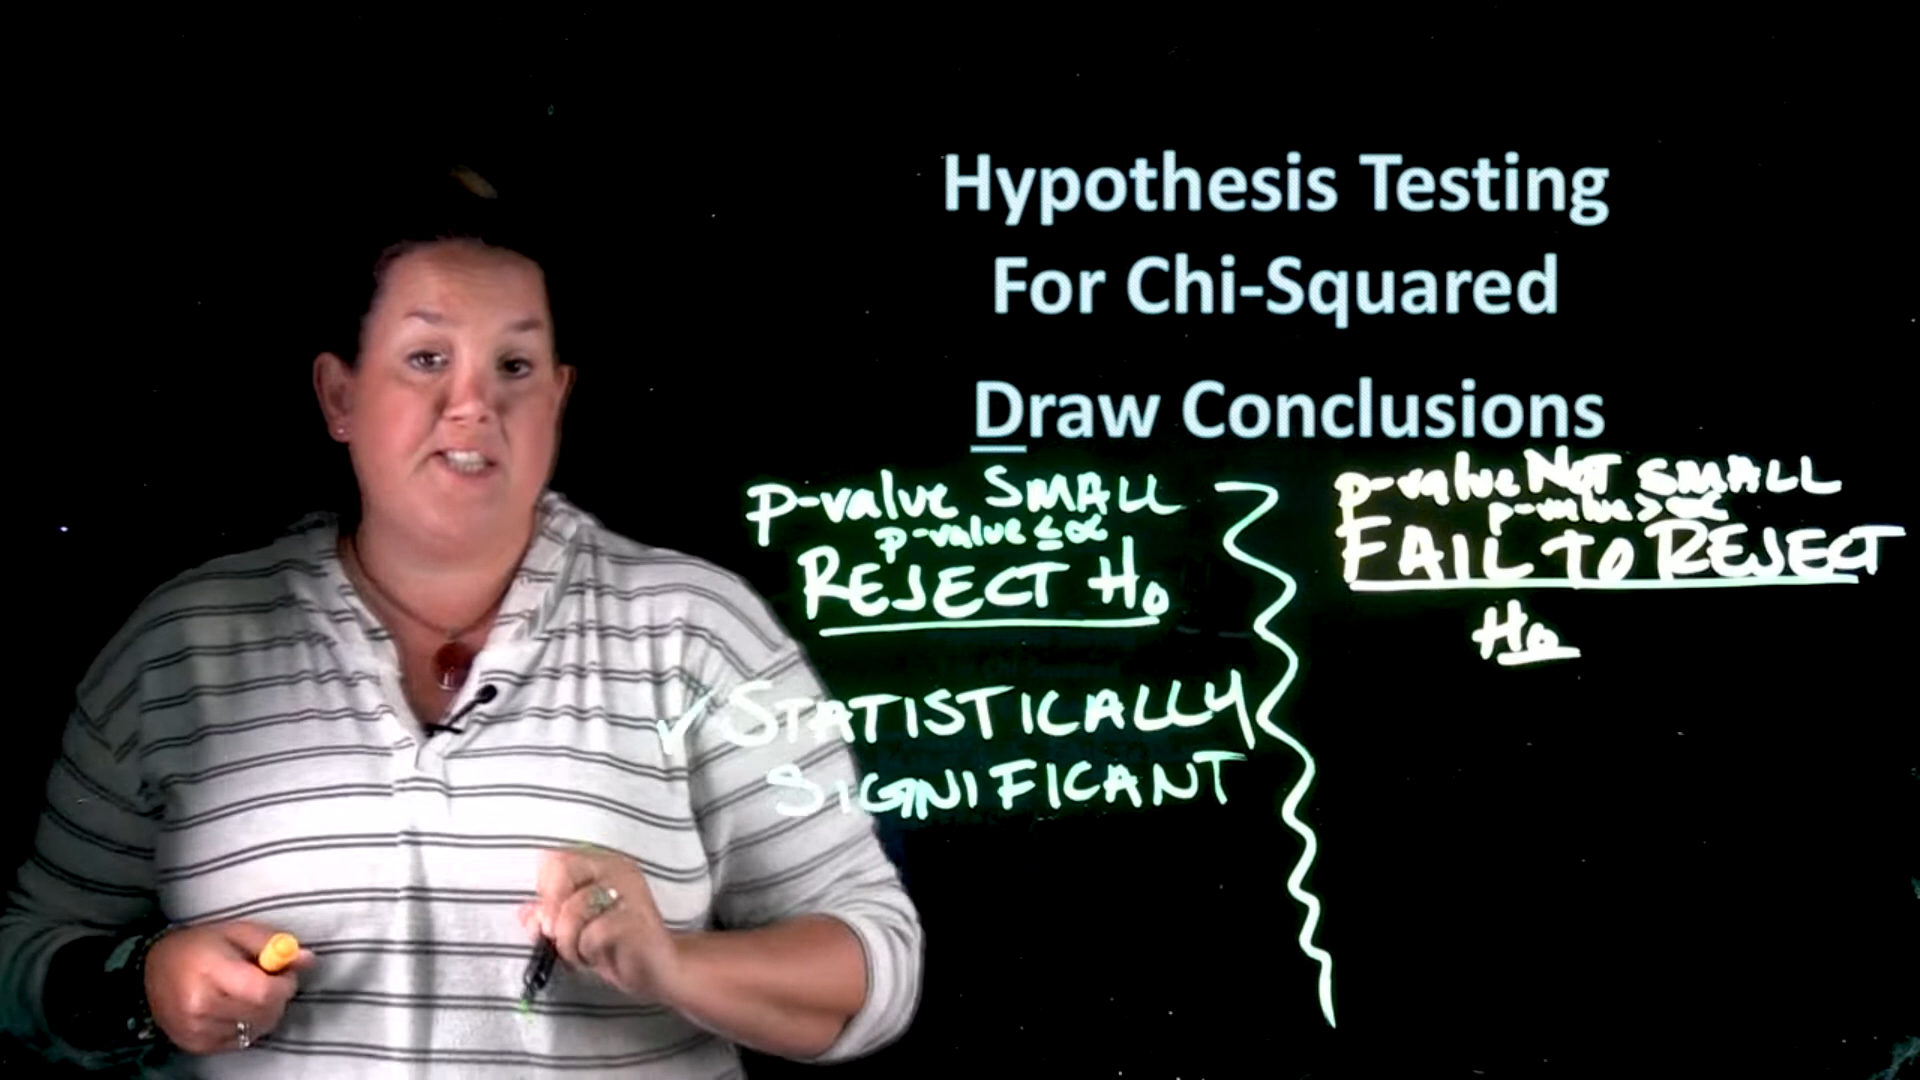 Hypothesis Testing
For Chi-Squared
Draw Conclusions
p-value SMALL
p-value ≤ α
REJECT H₀
✓ STATISTICALLY
SIGNIFICANT
p-value NOT SMALL
p-value > α
FAIL TO REJECT
H₀